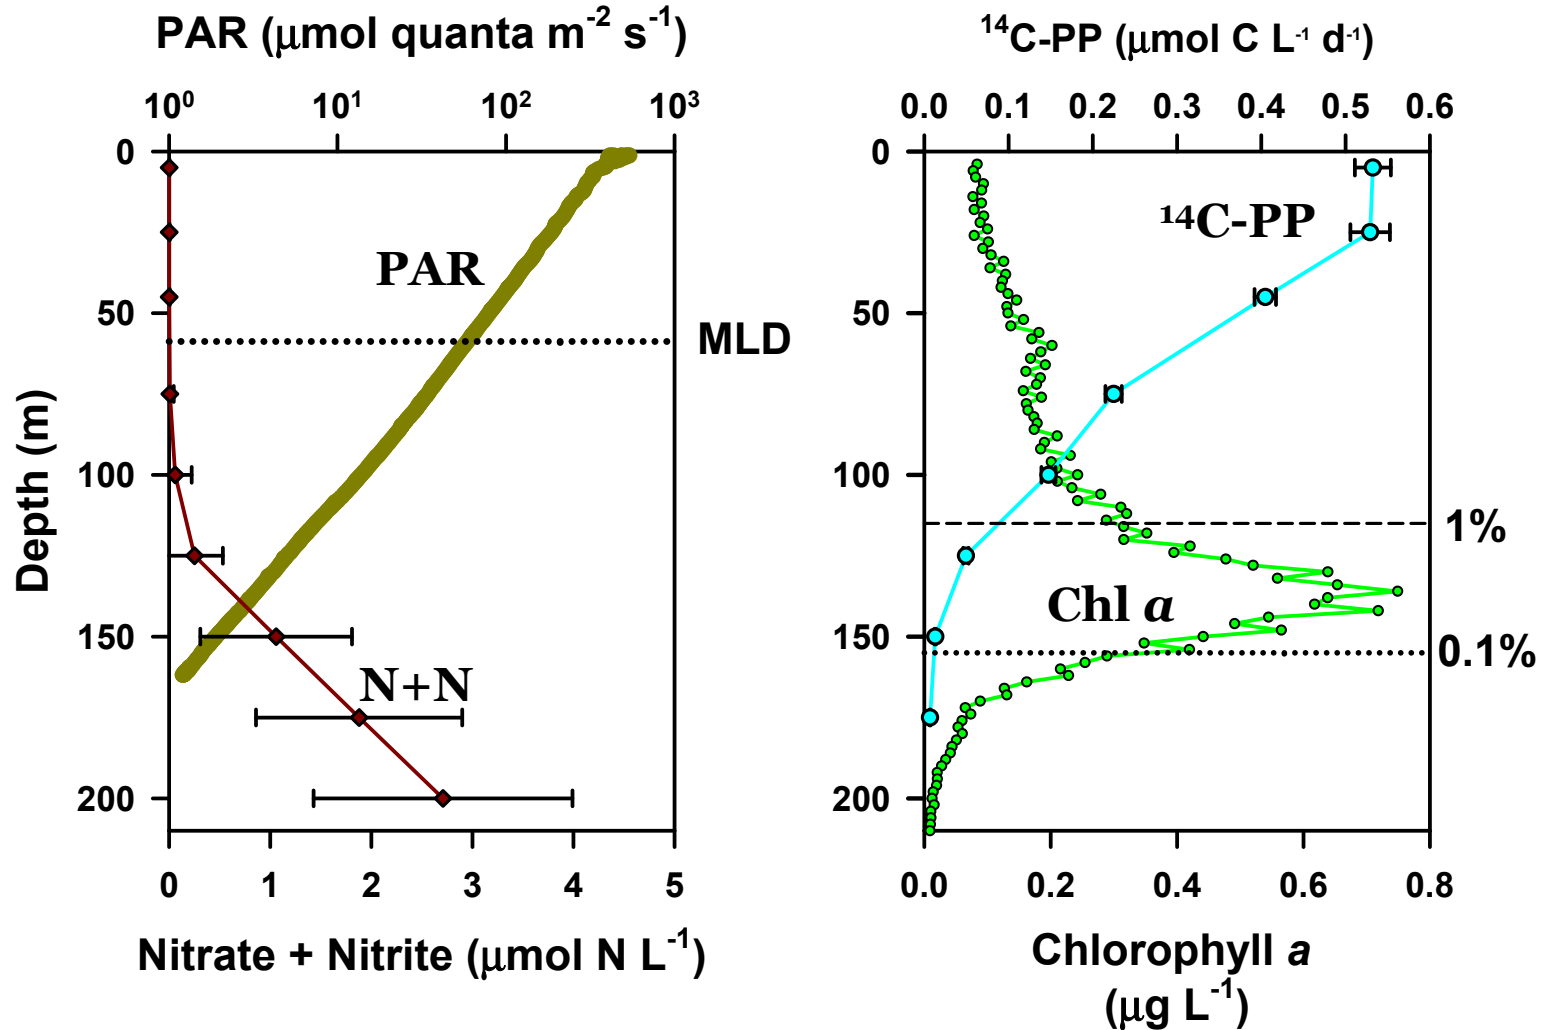 PAR (μmol quanta m⁻² s⁻¹)
10⁰ 10¹ 10² 10³
0
50
100
150
200
Depth (m)
PAR
MLD
N+N
0 1 2 3 4 5
Nitrate + Nitrite (μmol N L⁻¹)
¹⁴C-PP (μmol C L⁻¹ d⁻¹)
0.0 0.1 0.2 0.3 0.4 0.5 0.6
0
50
100
150
200
¹⁴C-PP
1%
Chl a
0.1%
0.0 0.2 0.4 0.6 0.8
Chlorophyll a
(μg L⁻¹)